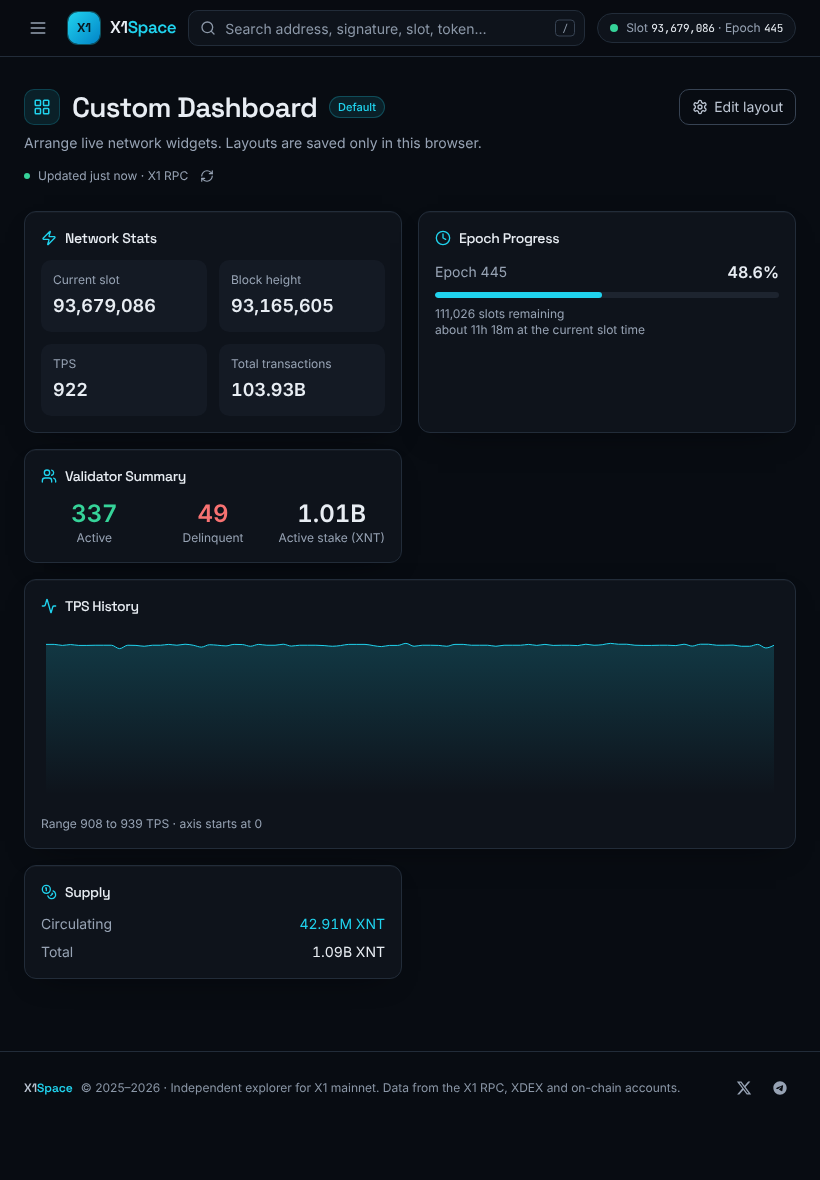 X1 X1Space Search address, signature, slot, token... / Slot 93,679,086 · Epoch 445
Custom Dashboard Default Edit layout
Arrange live network widgets. Layouts are saved only in this browser.
Updated just now · X1 RPC
Network Stats
Current slot
93,679,086
Block height
93,165,605
TPS
922
Total transactions
103.93B
Epoch Progress
Epoch 445 48.6%
111,026 slots remaining
about 11h 18m at the current slot time
Validator Summary
337 49 1.01B
Active Delinquent Active stake (XNT)
TPS History
Range 908 to 939 TPS · axis starts at 0
Supply
Circulating 42.91M XNT
Total 1.09B XNT
X1Space © 2025–2026 · Independent explorer for X1 mainnet. Data from the X1 RPC, XDEX and on-chain accounts.